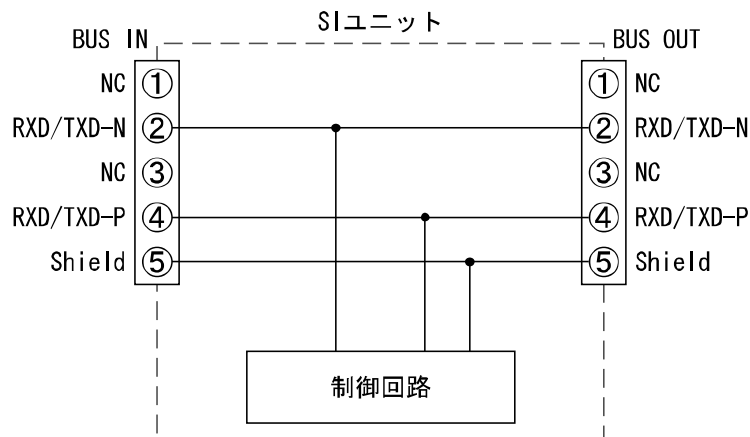 SIユニット
BUS IN
BUS OUT
NC ① ① NC
RXD/TXD-N ② ② RXD/TXD-N
NC ③ ③ NC
RXD/TXD-P ④ ④ RXD/TXD-P
Shield ⑤ ⑤ Shield
制御回路